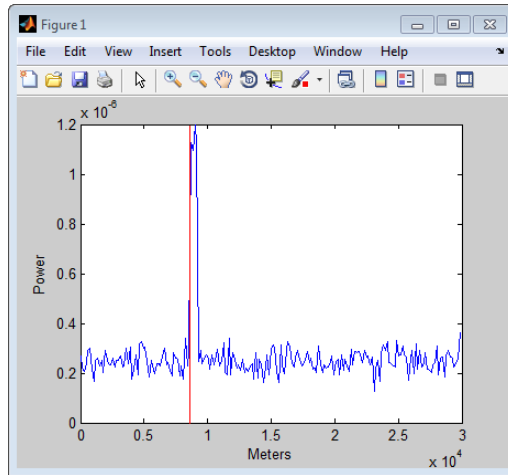 Figure 1
File Edit View Insert Tools Desktop Window Help
x 10^-6
1.2
1
0.8
0.6
0.4
0.2
0
Power
0 0.5 1 1.5 2 2.5 3
Meters
x 10^4